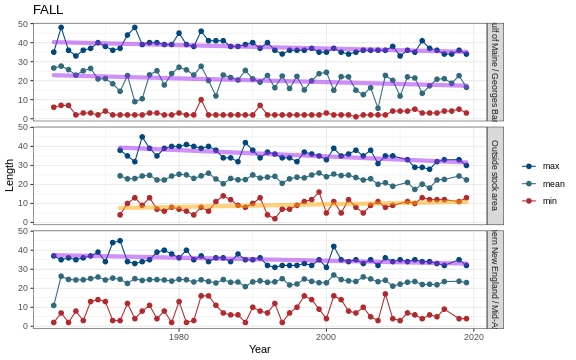 FALL
Length
50
40
30
20
10
0
ulf of Maine / Georges Ba
50
40
30
20
10
0
Outside stock area
50
40
30
20
10
0
ern New England / Mid-A
1980
2000
2020
Year
max
mean
min